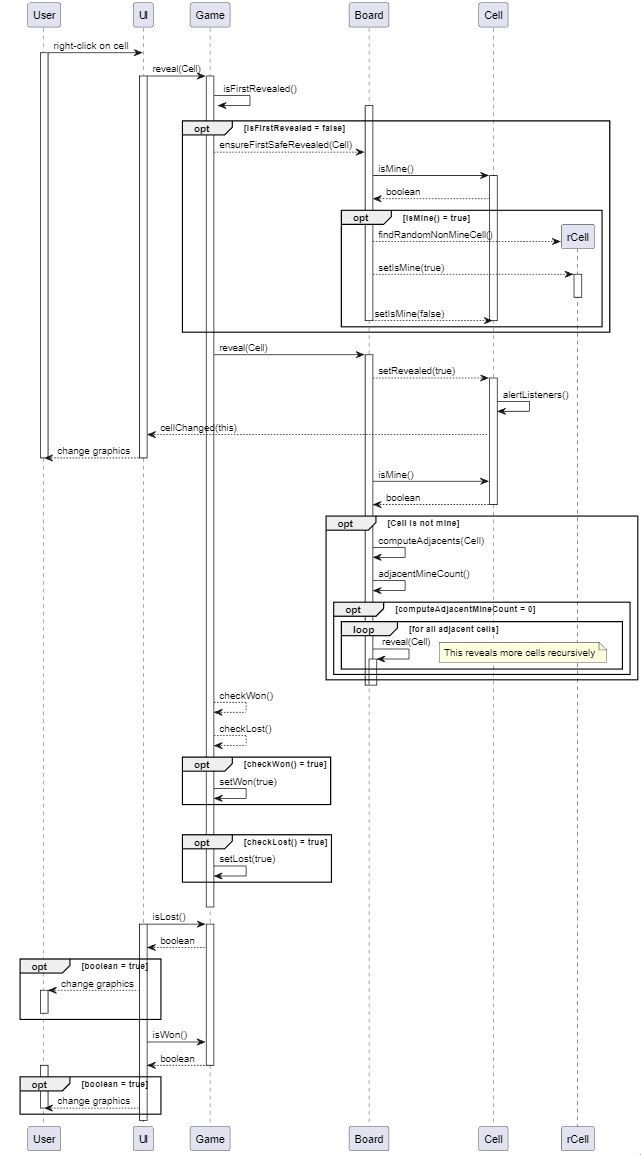 User UI Game Board Cell
right-click on cell
reveal(Cell)
isFirstRevealed()
opt [isFirstRevealed = false]
ensureFirstSafeRevealed(Cell)
isMine()
boolean
opt [isMine() = true]
findRandomNonMineCell()
rCell
setIsMine(true)
setIsMine(false)
reveal(Cell)
setRevealed(true)
alertListeners()
cellChanged(this)
change graphics
isMine()
boolean
opt [Cell is not mine]
computeAdjacents(Cell)
adjacentMineCount()
opt [computeAdjacentMineCount = 0]
loop [for all adjacent cells]
reveal(Cell)
This reveals more cells recursively
checkWon()
checkLost()
opt [checkWon() = true]
setWon(true)
opt [checkLost() = true]
setLost(true)
isLost()
boolean
opt [boolean = true]
change graphics
isWon()
boolean
opt [boolean = true]
change graphics
User UI Game Board Cell rCell